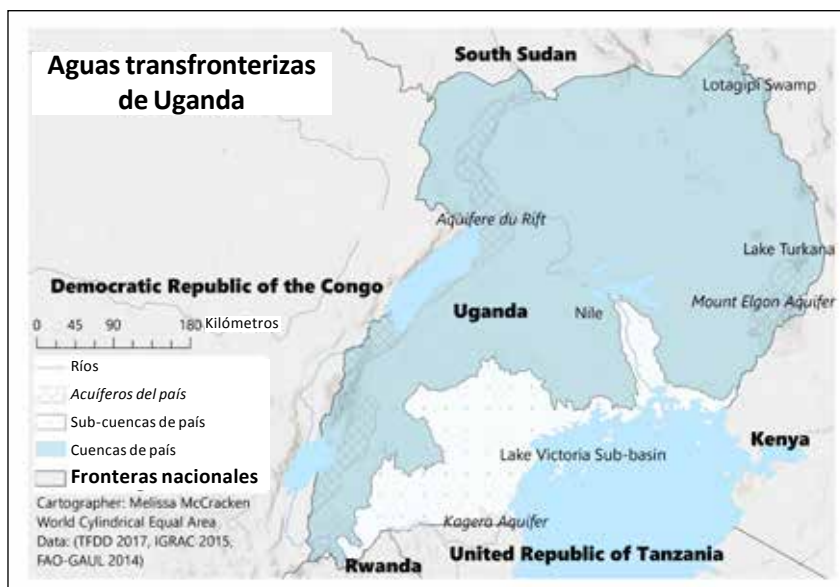 Aguas transfronterizas
de Uganda
South Sudan
Lotagipi Swamp
Aquifere du Rift
Lake Turkana
Democratic Republic of the Congo
Mount Elgon Aquifer
Uganda
Nile
0 45 90 180 Kilómetros
Ríos
Acuíferos del país
Sub-cuencas de país
Cuencas de país
Fronteras nacionales
Kenya
Lake Victoria Sub-basin
Cartographer: Melissa McCracken
World Cylindrical Equal Area
Data: (TFDD 2017, IGRAC 2015,
FAO-GAUL 2014)
Kagera Aquifer
Rwanda
United Republic of Tanzania